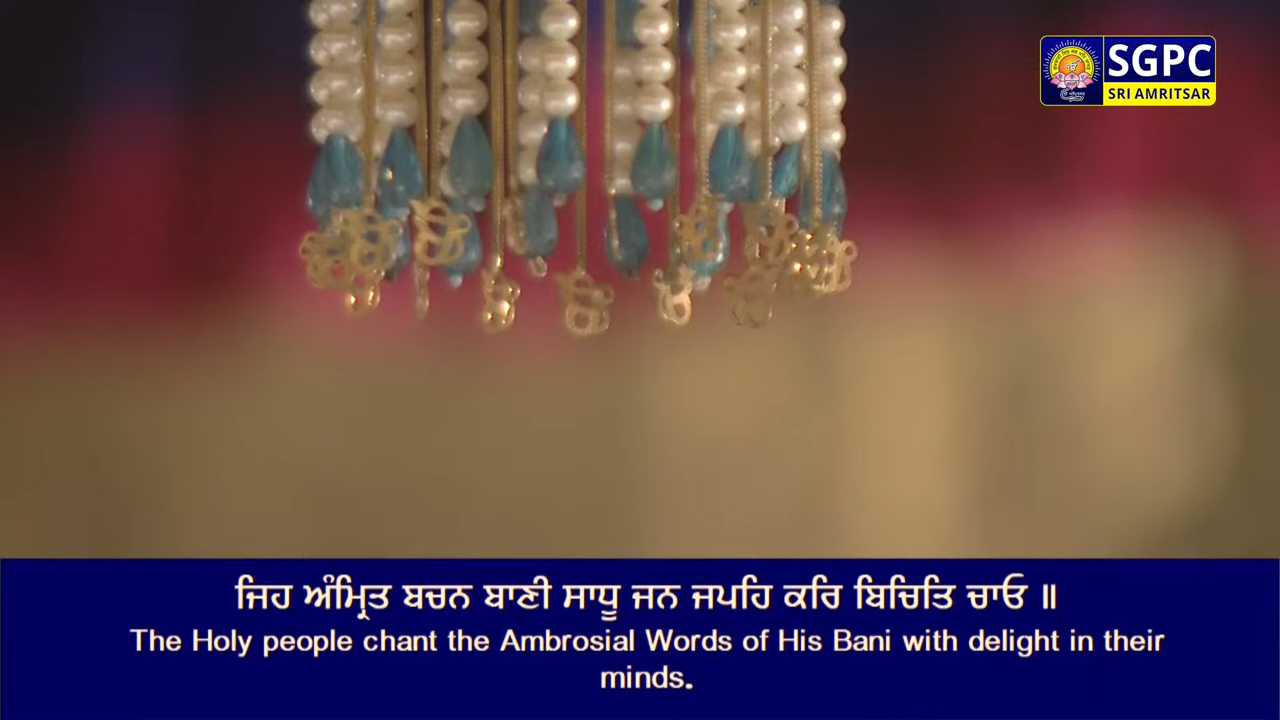 SGPC
SRI AMRITSAR
ਜਿਹ ਅੰਮ੍ਰਿਤ ਬਚਨ ਬਾਣੀ ਸਾਧੂ ਜਨ ਜਪਹਿ ਕਰਿ ਬਿਚਿਤਿ ਚਾਓ ॥
The Holy people chant the Ambrosial Words of His Bani with delight in their
minds.